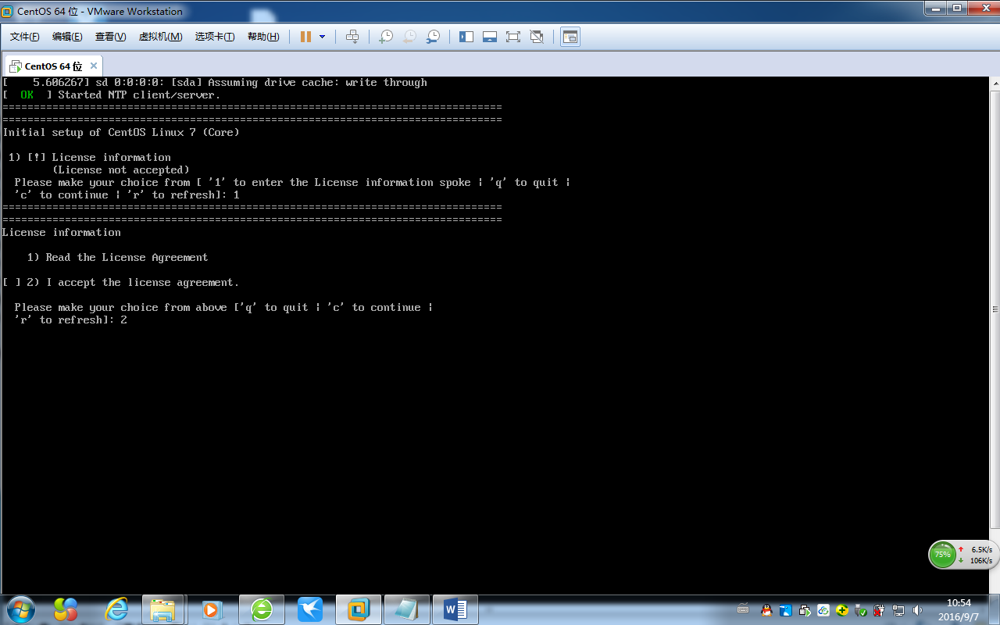 CentOS 64 位 - VMware Workstation
文件(F) 编辑(E) 查看(V) 虚拟机(M) 选项卡(T) 帮助(H)
CentOS 64 位
[    5.606267] sd 0:0:0:0: [sda] Assuming drive cache: write through
[  OK  ] Started NTP client/server.
================================================================================
================================================================================
Initial setup of CentOS Linux 7 (Core)
1) [!] License information
(License not accepted)
Please make your choice from [ '1' to enter the License information spoke | 'q' to quit |
'c' to continue | 'r' to refresh]: 1
================================================================================
================================================================================
License information
1) Read the License Agreement
[ ] 2) I accept the license agreement.
Please make your choice from above ['q' to quit | 'c' to continue |
'r' to refresh]: 2
75%
6.5K/s
106K/s
10:54
2016/9/7